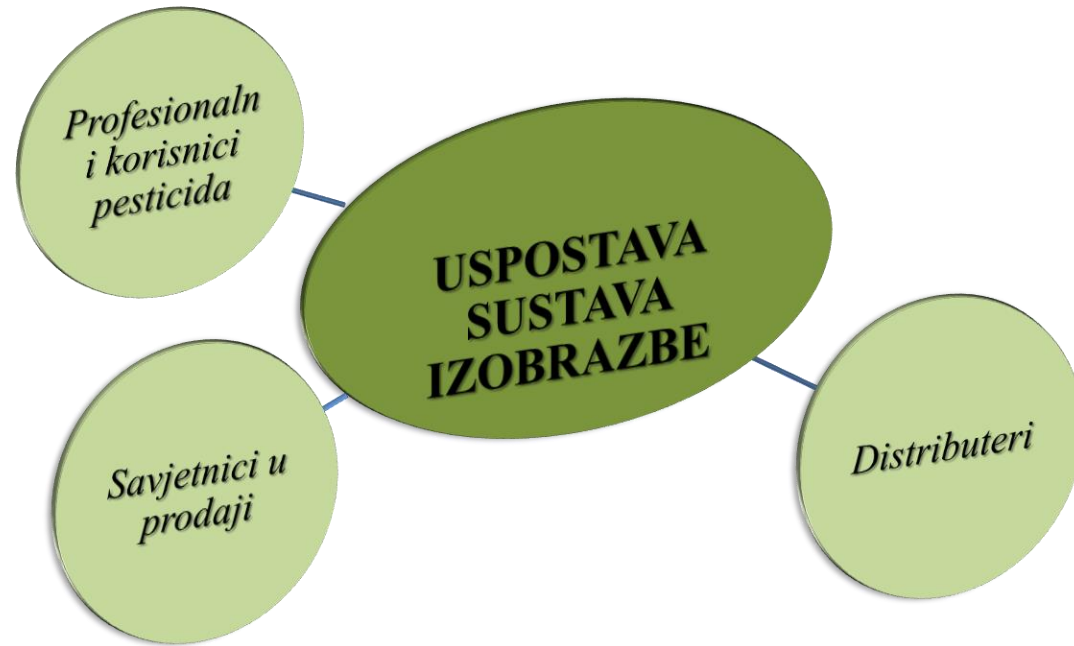 Profesionaln
i korisnici
pesticida
USPOSTAVA
SUSTAVA
IZOBRAZBE
Savjetnici u
prodaji
Distributeri